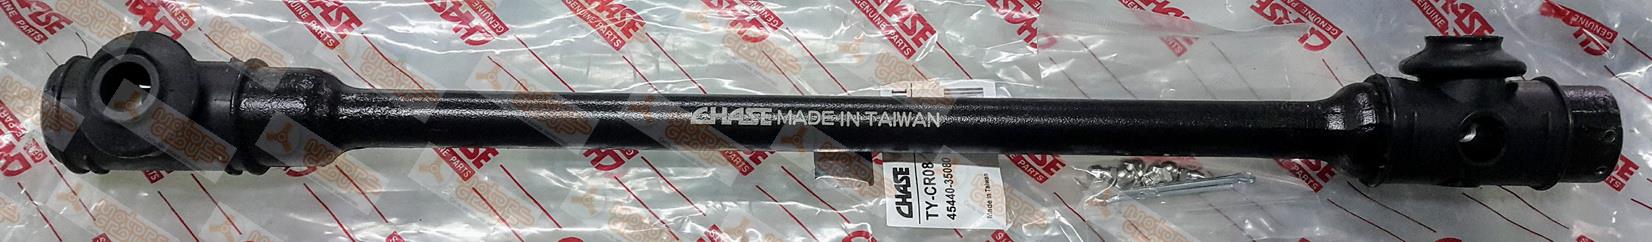 CHASE MADE IN TAIWAN
CHASE
TY-CR08
45440-35080
Made in Taiwan
CHASE
GENUINE PARTS